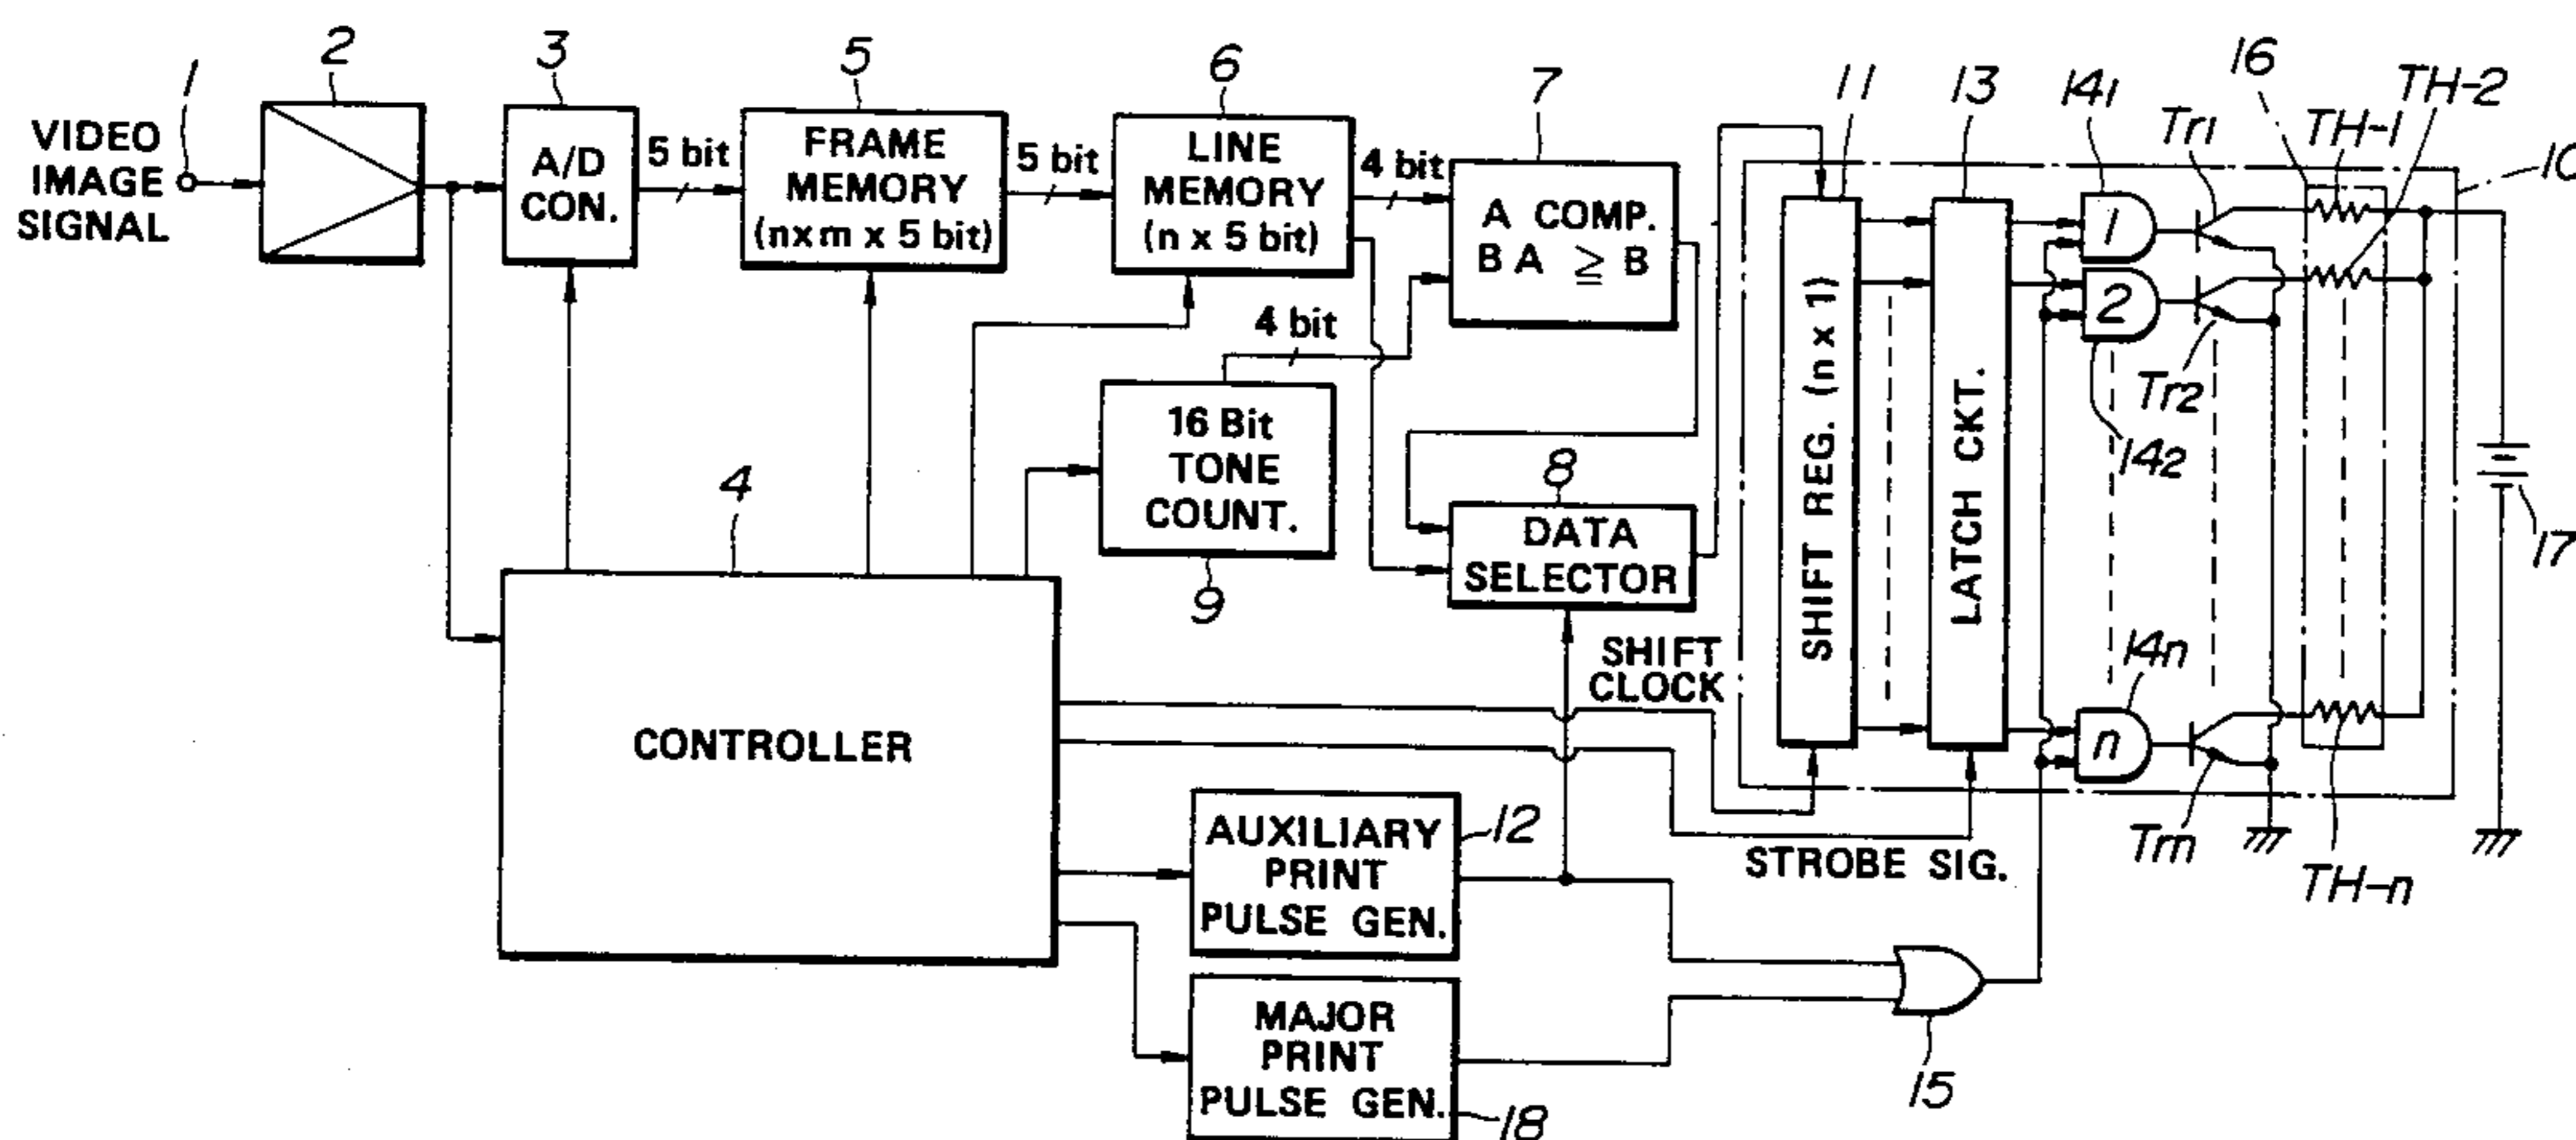 1
VIDEO
IMAGE
SIGNAL
2
3
A/D
CON.
5 bit
5
FRAME
MEMORY
(nxm x 5 bit)
5 bit
6
LINE
MEMORY
(n x 5 bit)
4 bit
7
A COMP.
B A ≧ B
4 bit
16 Bit
TONE
COUNT.
9
8
DATA
SELECTOR
4
CONTROLLER
SHIFT
CLOCK
STROBE SIG.
AUXILIARY
PRINT
PULSE GEN.
12
MAJOR
PRINT
PULSE GEN.
18
15
11
SHIFT REG. (n x 1)
13
LATCH CKT.
141
1
2
142
14n
n
Tr1
Tr2
Trn
16
TH-1
TH-2
TH-n
10
17